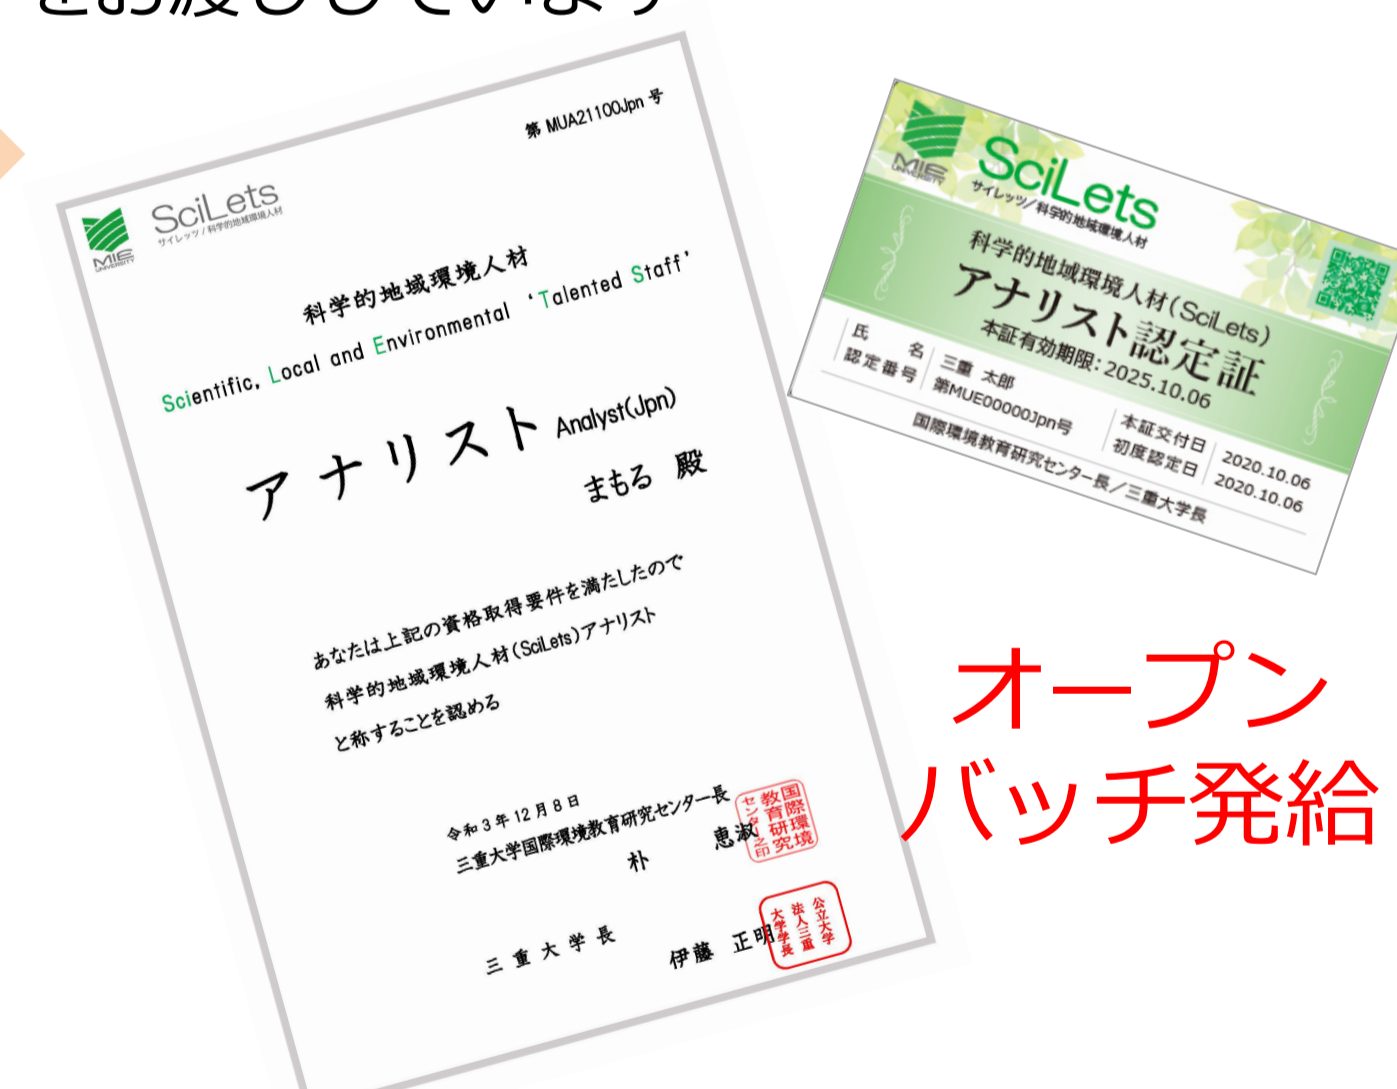 をお渡ししています
第 MUA21100Jpn 号
MIE
UNIVERSITY
SciLets
サイレッツ / 科学的地域環境人材
科学的地域環境人材
Scientific, Local and Environmental ‘Talented Staff’
アナリスト Analyst(Jpn)
まもる 殿
あなたは上記の資格取得要件を満たしたので
科学的地域環境人材(SciLets)アナリスト
と称することを認める
令和3年12月8日
三重大学国際環境教育研究センター長
朴 恵淑
国際環境
教育研究
センター之印
三重大学長
伊藤 正明
公立大学
法人三重
大学学長
MIE
UNIVERSITY
SciLets
サイレッツ/科学的地域環境人材
科学的地域環境人材(SciLets)
アナリスト認定証
本証有効期限:2025.10.06
氏 名 三重 太郎
認定番号 第MUE00000Jpn号
本証交付日 2020.10.06
初度認定日 2020.10.06
国際環境教育研究センター長/三重大学長
オープン
バッチ発給